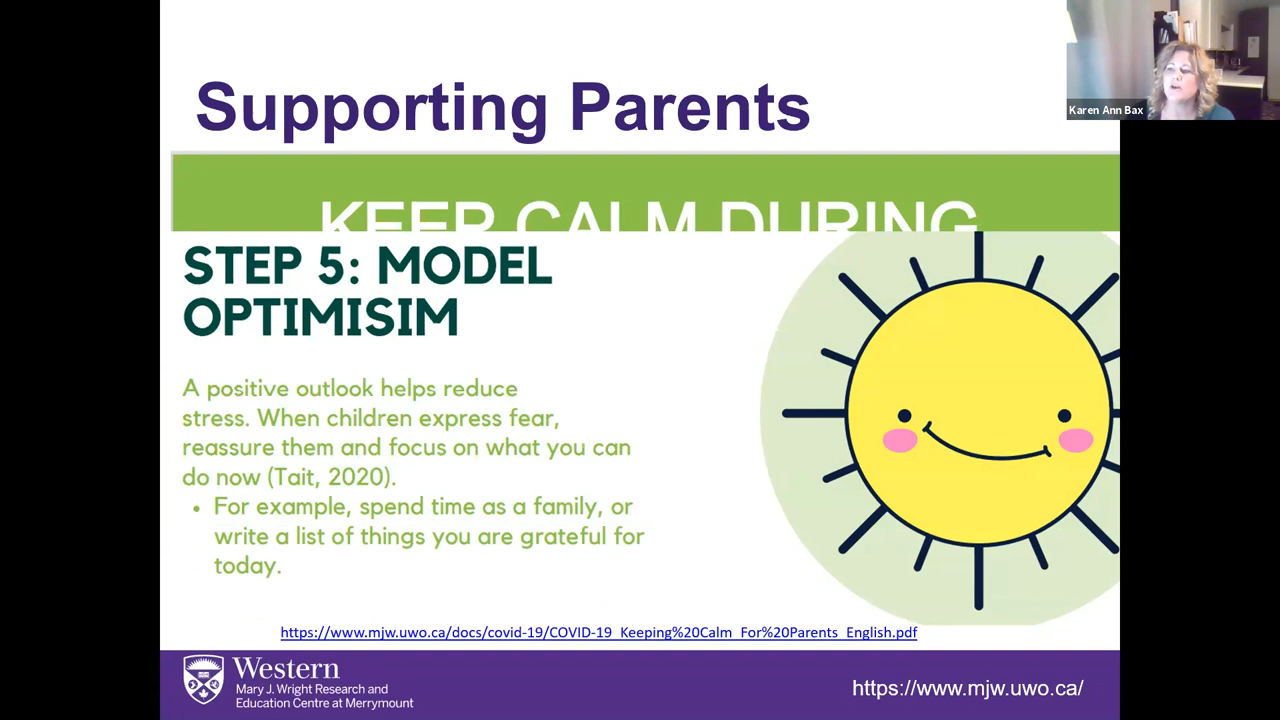 Supporting Parents
Karen Ann Bax
KEEP CALM DURING
STEP 5: MODEL
OPTIMISIM
A positive outlook helps reduce
stress. When children express fear,
reassure them and focus on what you can
do now (Tait, 2020).
• For example, spend time as a family, or
write a list of things you are grateful for
today.
https://www.mjw.uwo.ca/docs/covid-19/COVID-19_Keeping%20Calm_For%20Parents_English.pdf
Western
Mary J. Wright Research and
Education Centre at Merrymount
https://www.mjw.uwo.ca/